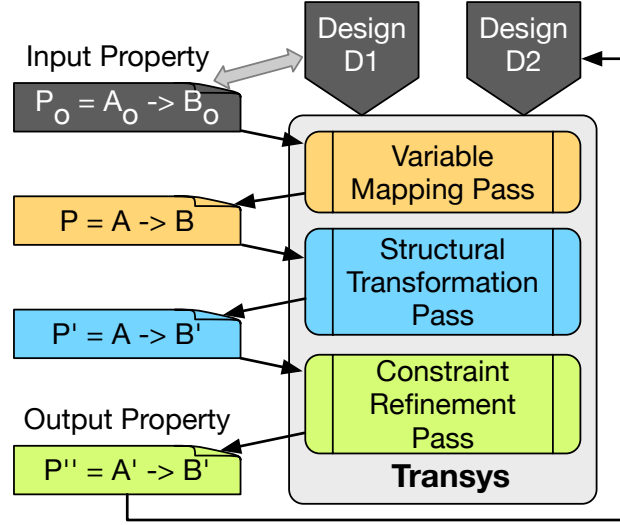 Input Property
Design
D1
Design
D2
Pₒ = Aₒ -> Bₒ
Variable
Mapping Pass
P = A -> B
Structural
Transformation
Pass
P' = A -> B'
Constraint
Refinement
Pass
Output Property
P'' = A' -> B'
Transys